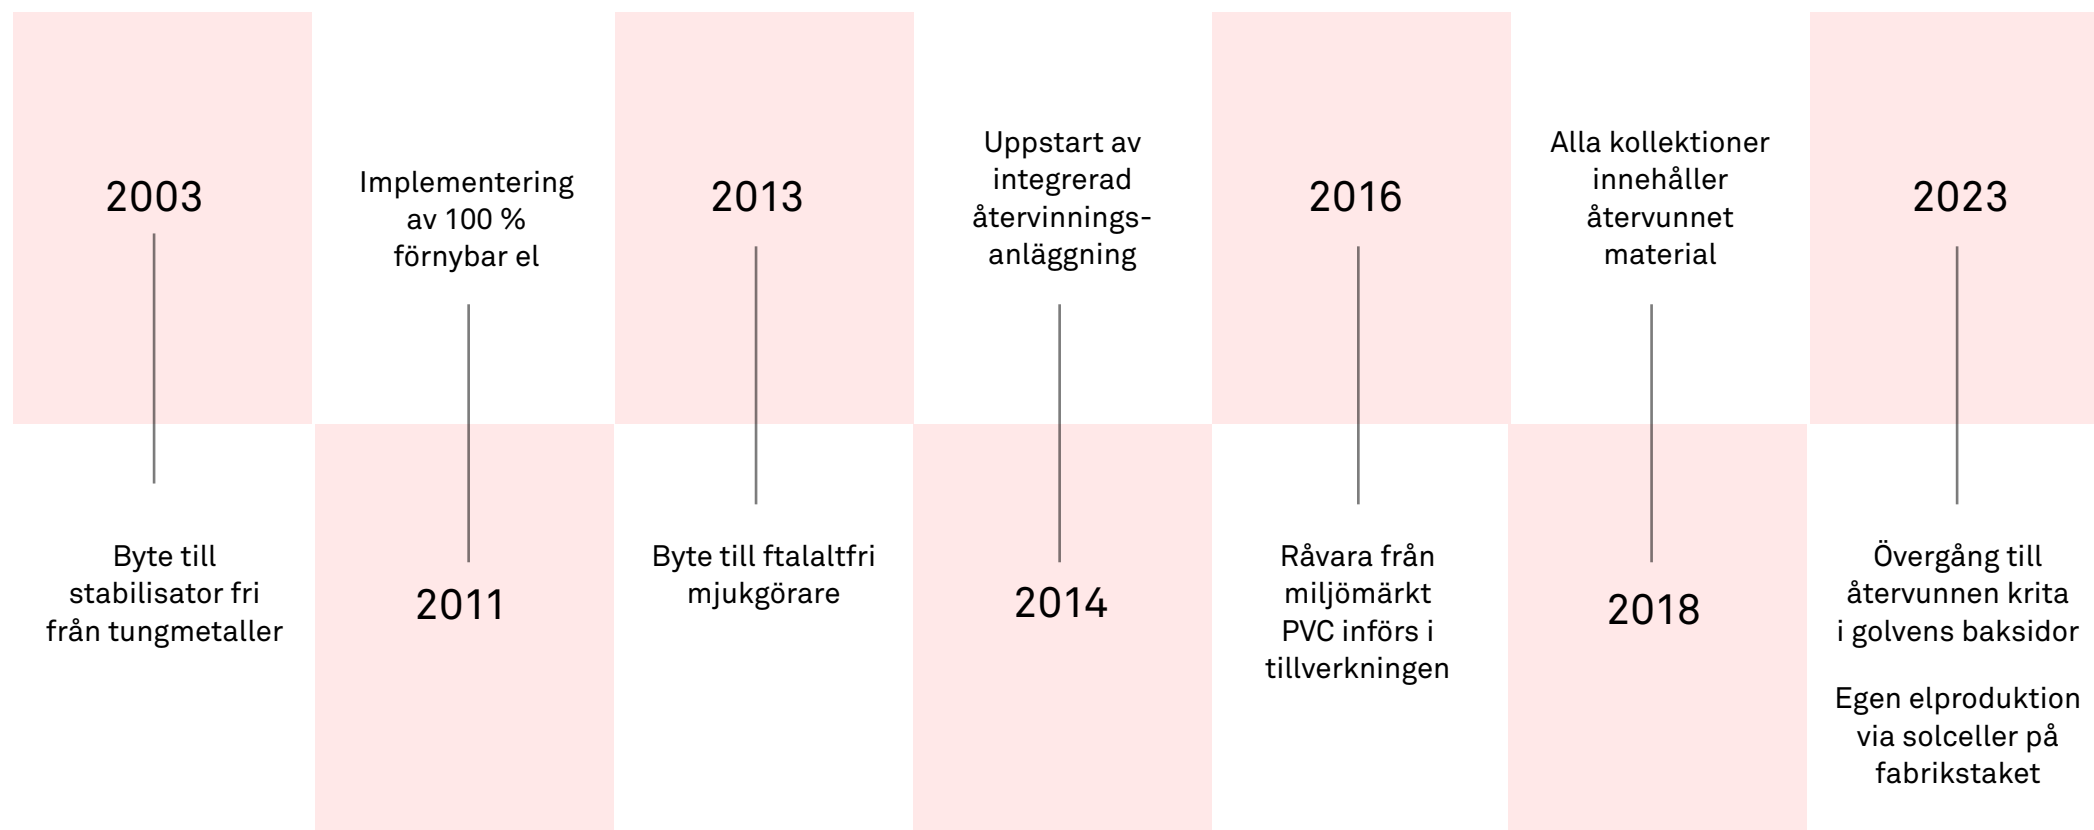 2003
Byte till
stabilisator fri
från tungmetaller
Implementering
av 100 %
förnybar el
2011
2013
Byte till ftalaltfri
mjukgörare
Uppstart av
integrerad
återvinnings-
anläggning
2014
2016
Råvara från
miljömärkt
PVC införs i
tillverkningen
Alla kollektioner
innehåller
återvunnet
material
2018
2023
Övergång till
återvunnen krita
i golvens baksidor
Egen elproduktion
via solceller på
fabrikstaket